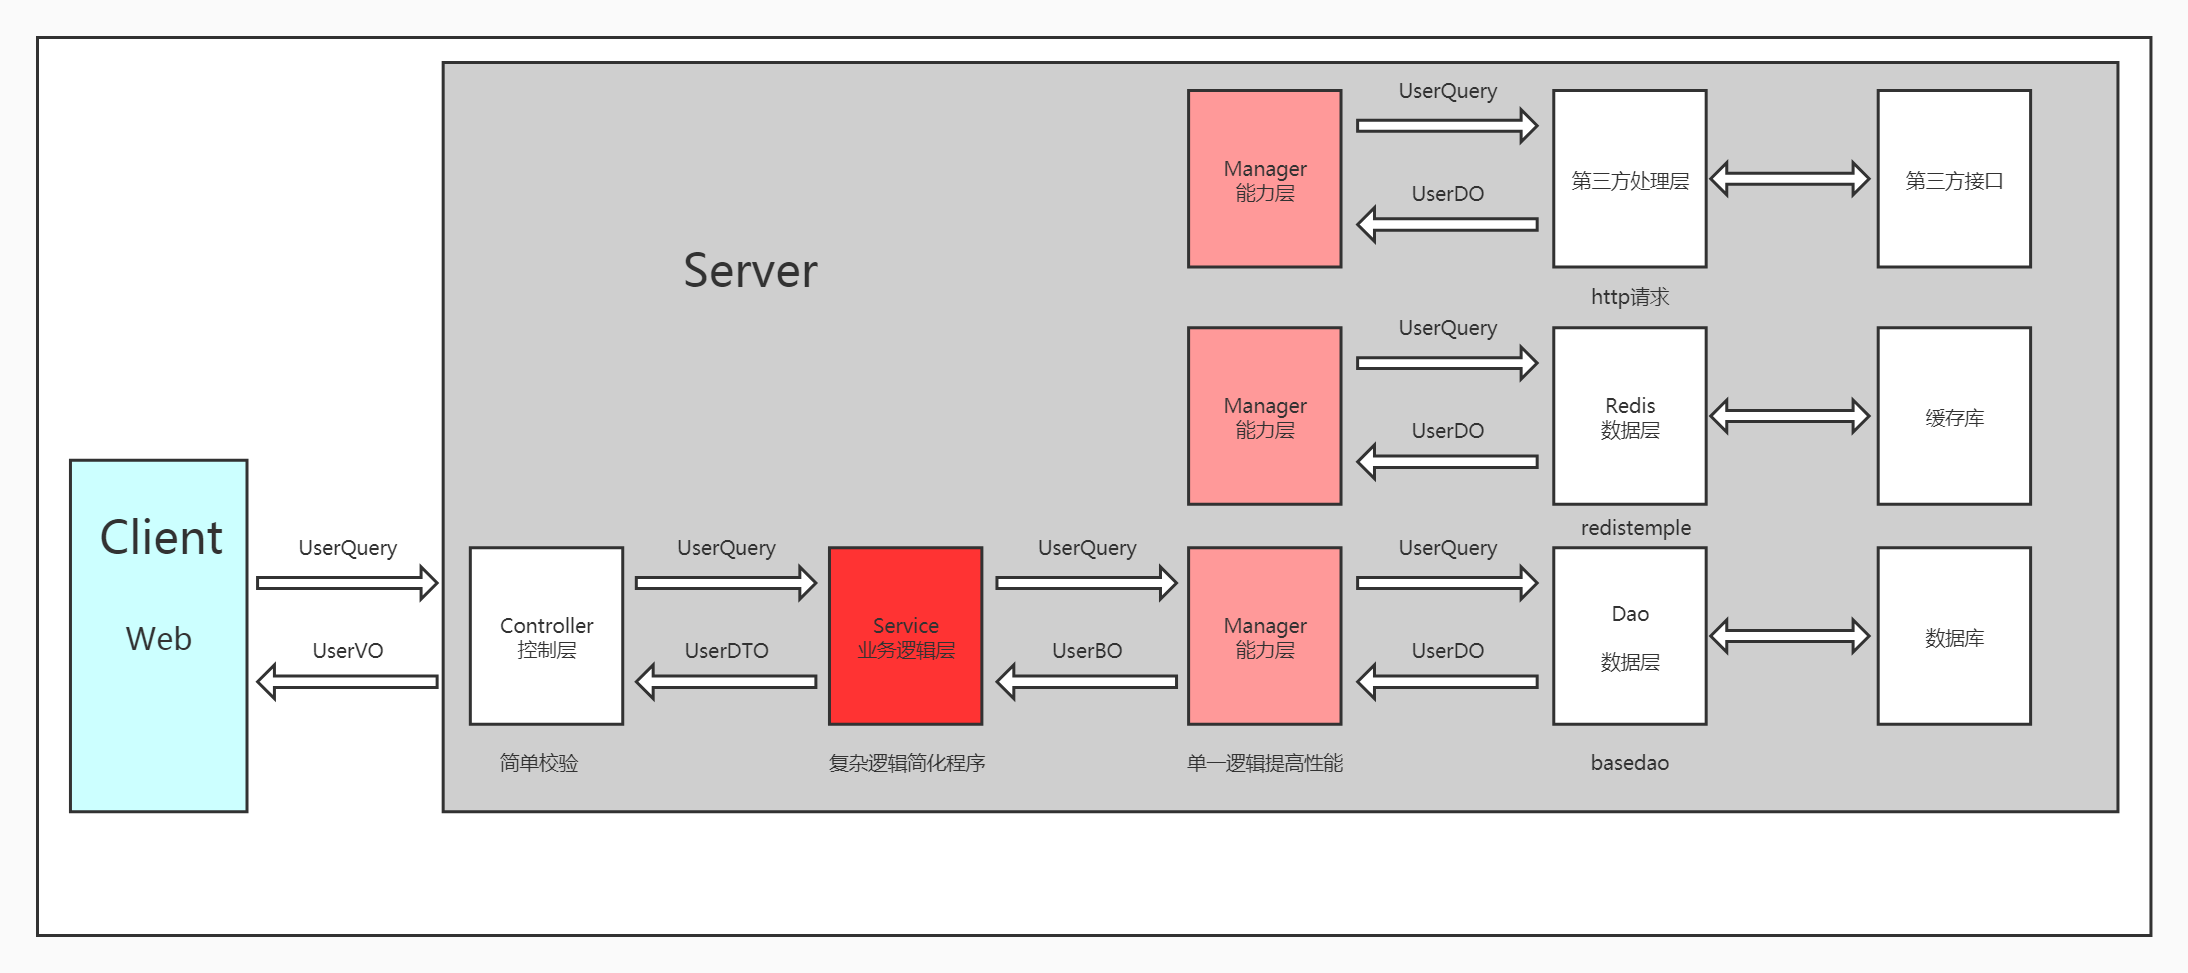 UserQuery
Manager
能力层
UserDO
第三方处理层
第三方接口
Server
http请求
UserQuery
Manager
能力层
UserDO
Redis
数据层
缓存库
redistemple
Client
Web
UserQuery
UserVO
Controller
控制层
简单校验
UserQuery
UserDTO
Service
业务逻辑层
复杂逻辑简化程序
UserQuery
UserBO
Manager
能力层
单一逻辑提高性能
UserQuery
UserDO
Dao
数据层
basedao
数据库